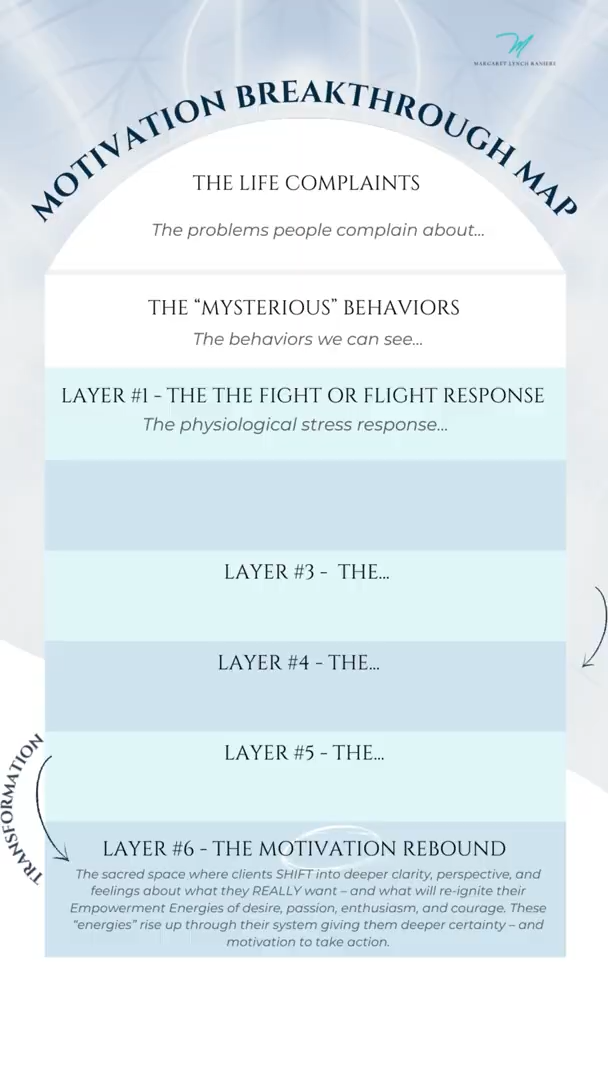 MARGARET LYNCH RANIERE
MOTIVATION BREAKTHROUGH MAP
THE LIFE COMPLAINTS
The problems people complain about...
THE “MYSTERIOUS” BEHAVIORS
The behaviors we can see...
LAYER #1 - THE THE FIGHT OR FLIGHT RESPONSE
The physiological stress response...
LAYER #3 - THE...
LAYER #4 - THE...
LAYER #5 - THE...
TRANSFORMATION
LAYER #6 - THE MOTIVATION REBOUND
The sacred space where clients SHIFT into deeper clarity, perspective, and
feelings about what they REALLY want – and what will re-ignite their
Empowerment Energies of desire, passion, enthusiasm, and courage. These
“energies” rise up through their system giving them deeper certainty – and
motivation to take action.